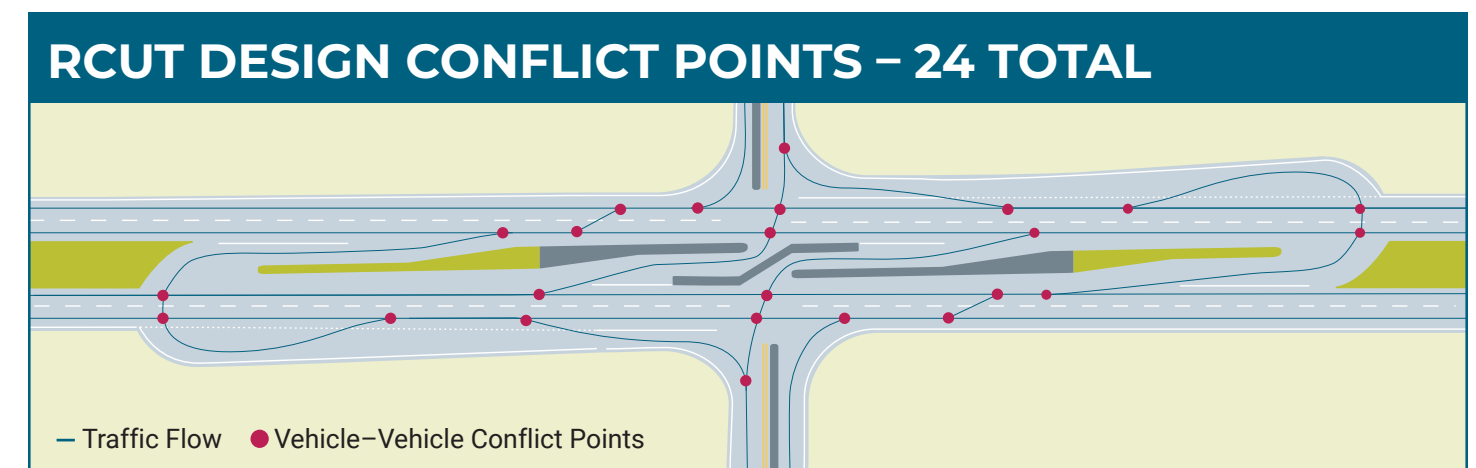 RCUT DESIGN CONFLICT POINTS – 24 TOTAL
Traffic Flow Vehicle–Vehicle Conflict Points